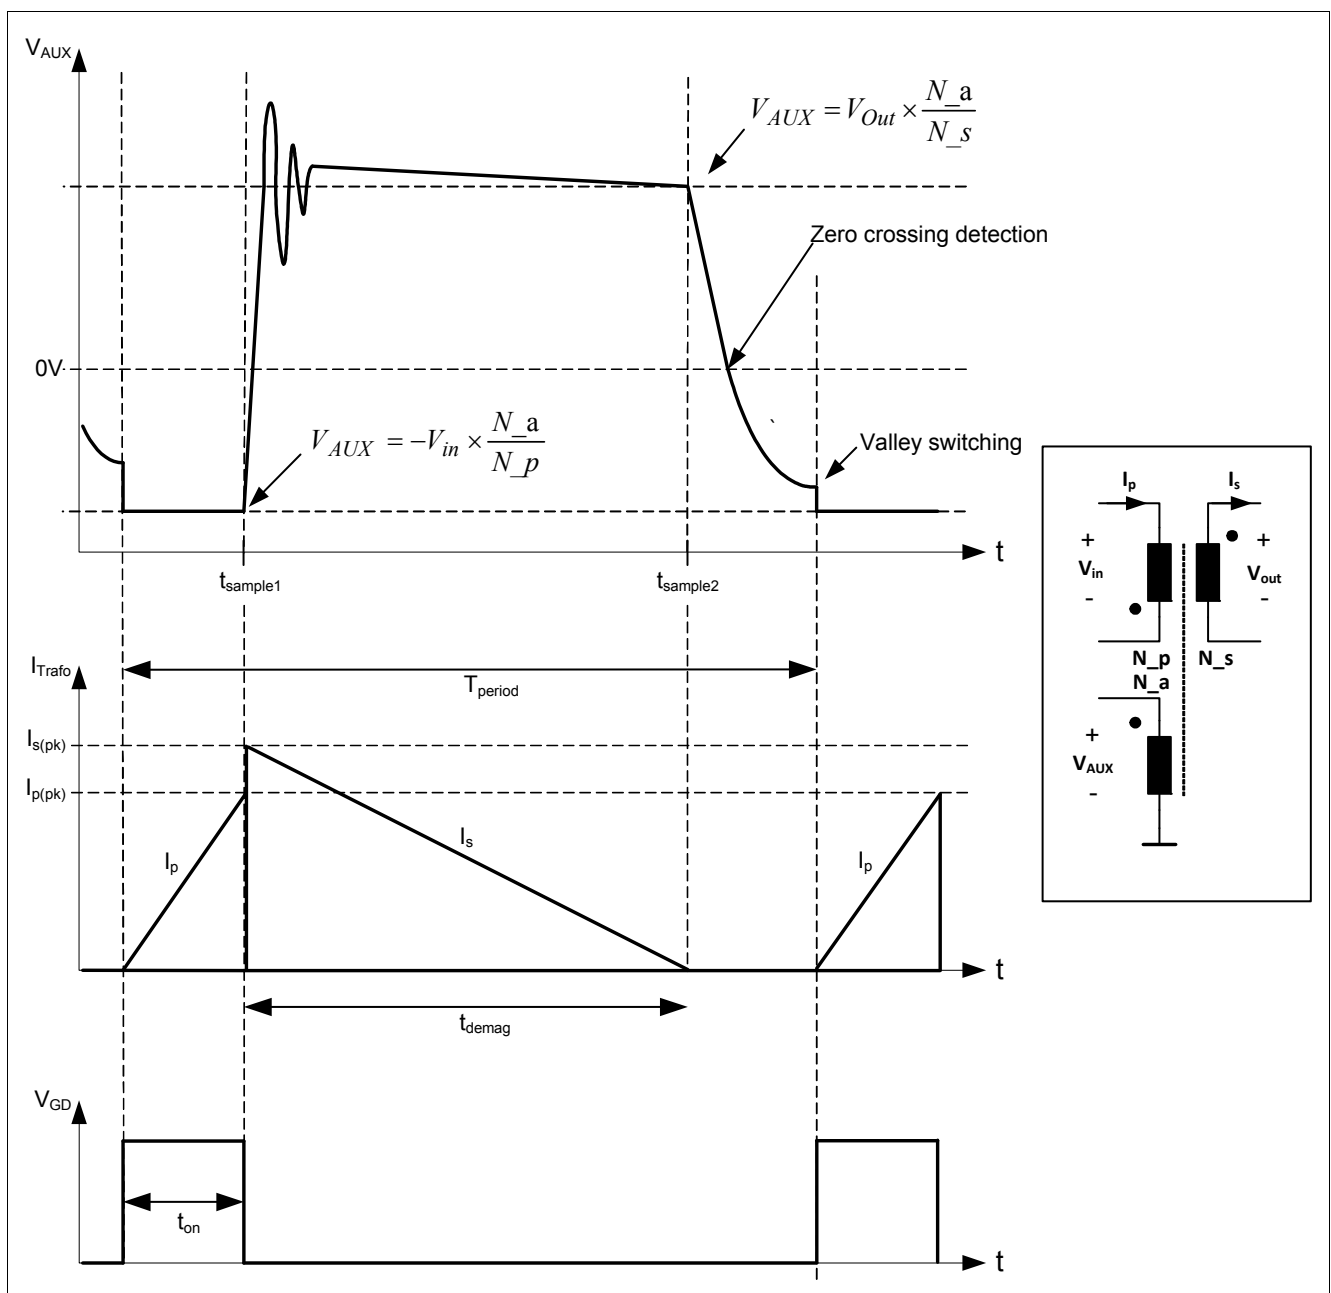 V_AUX
V_AUX = V_Out × N_a / N_s
Zero crossing detection
0V
V_AUX = −V_in × N_a / N_p
Valley switching
t
t_sample1
t_sample2
I_Trafo
T_period
I_s(pk)
I_p(pk)
I_p
I_s
I_p
t
t_demag
V_GD
t_on
t
I_p
I_s
+
V_in
-
+
V_out
-
N_p
N_s
N_a
+
V_AUX
-